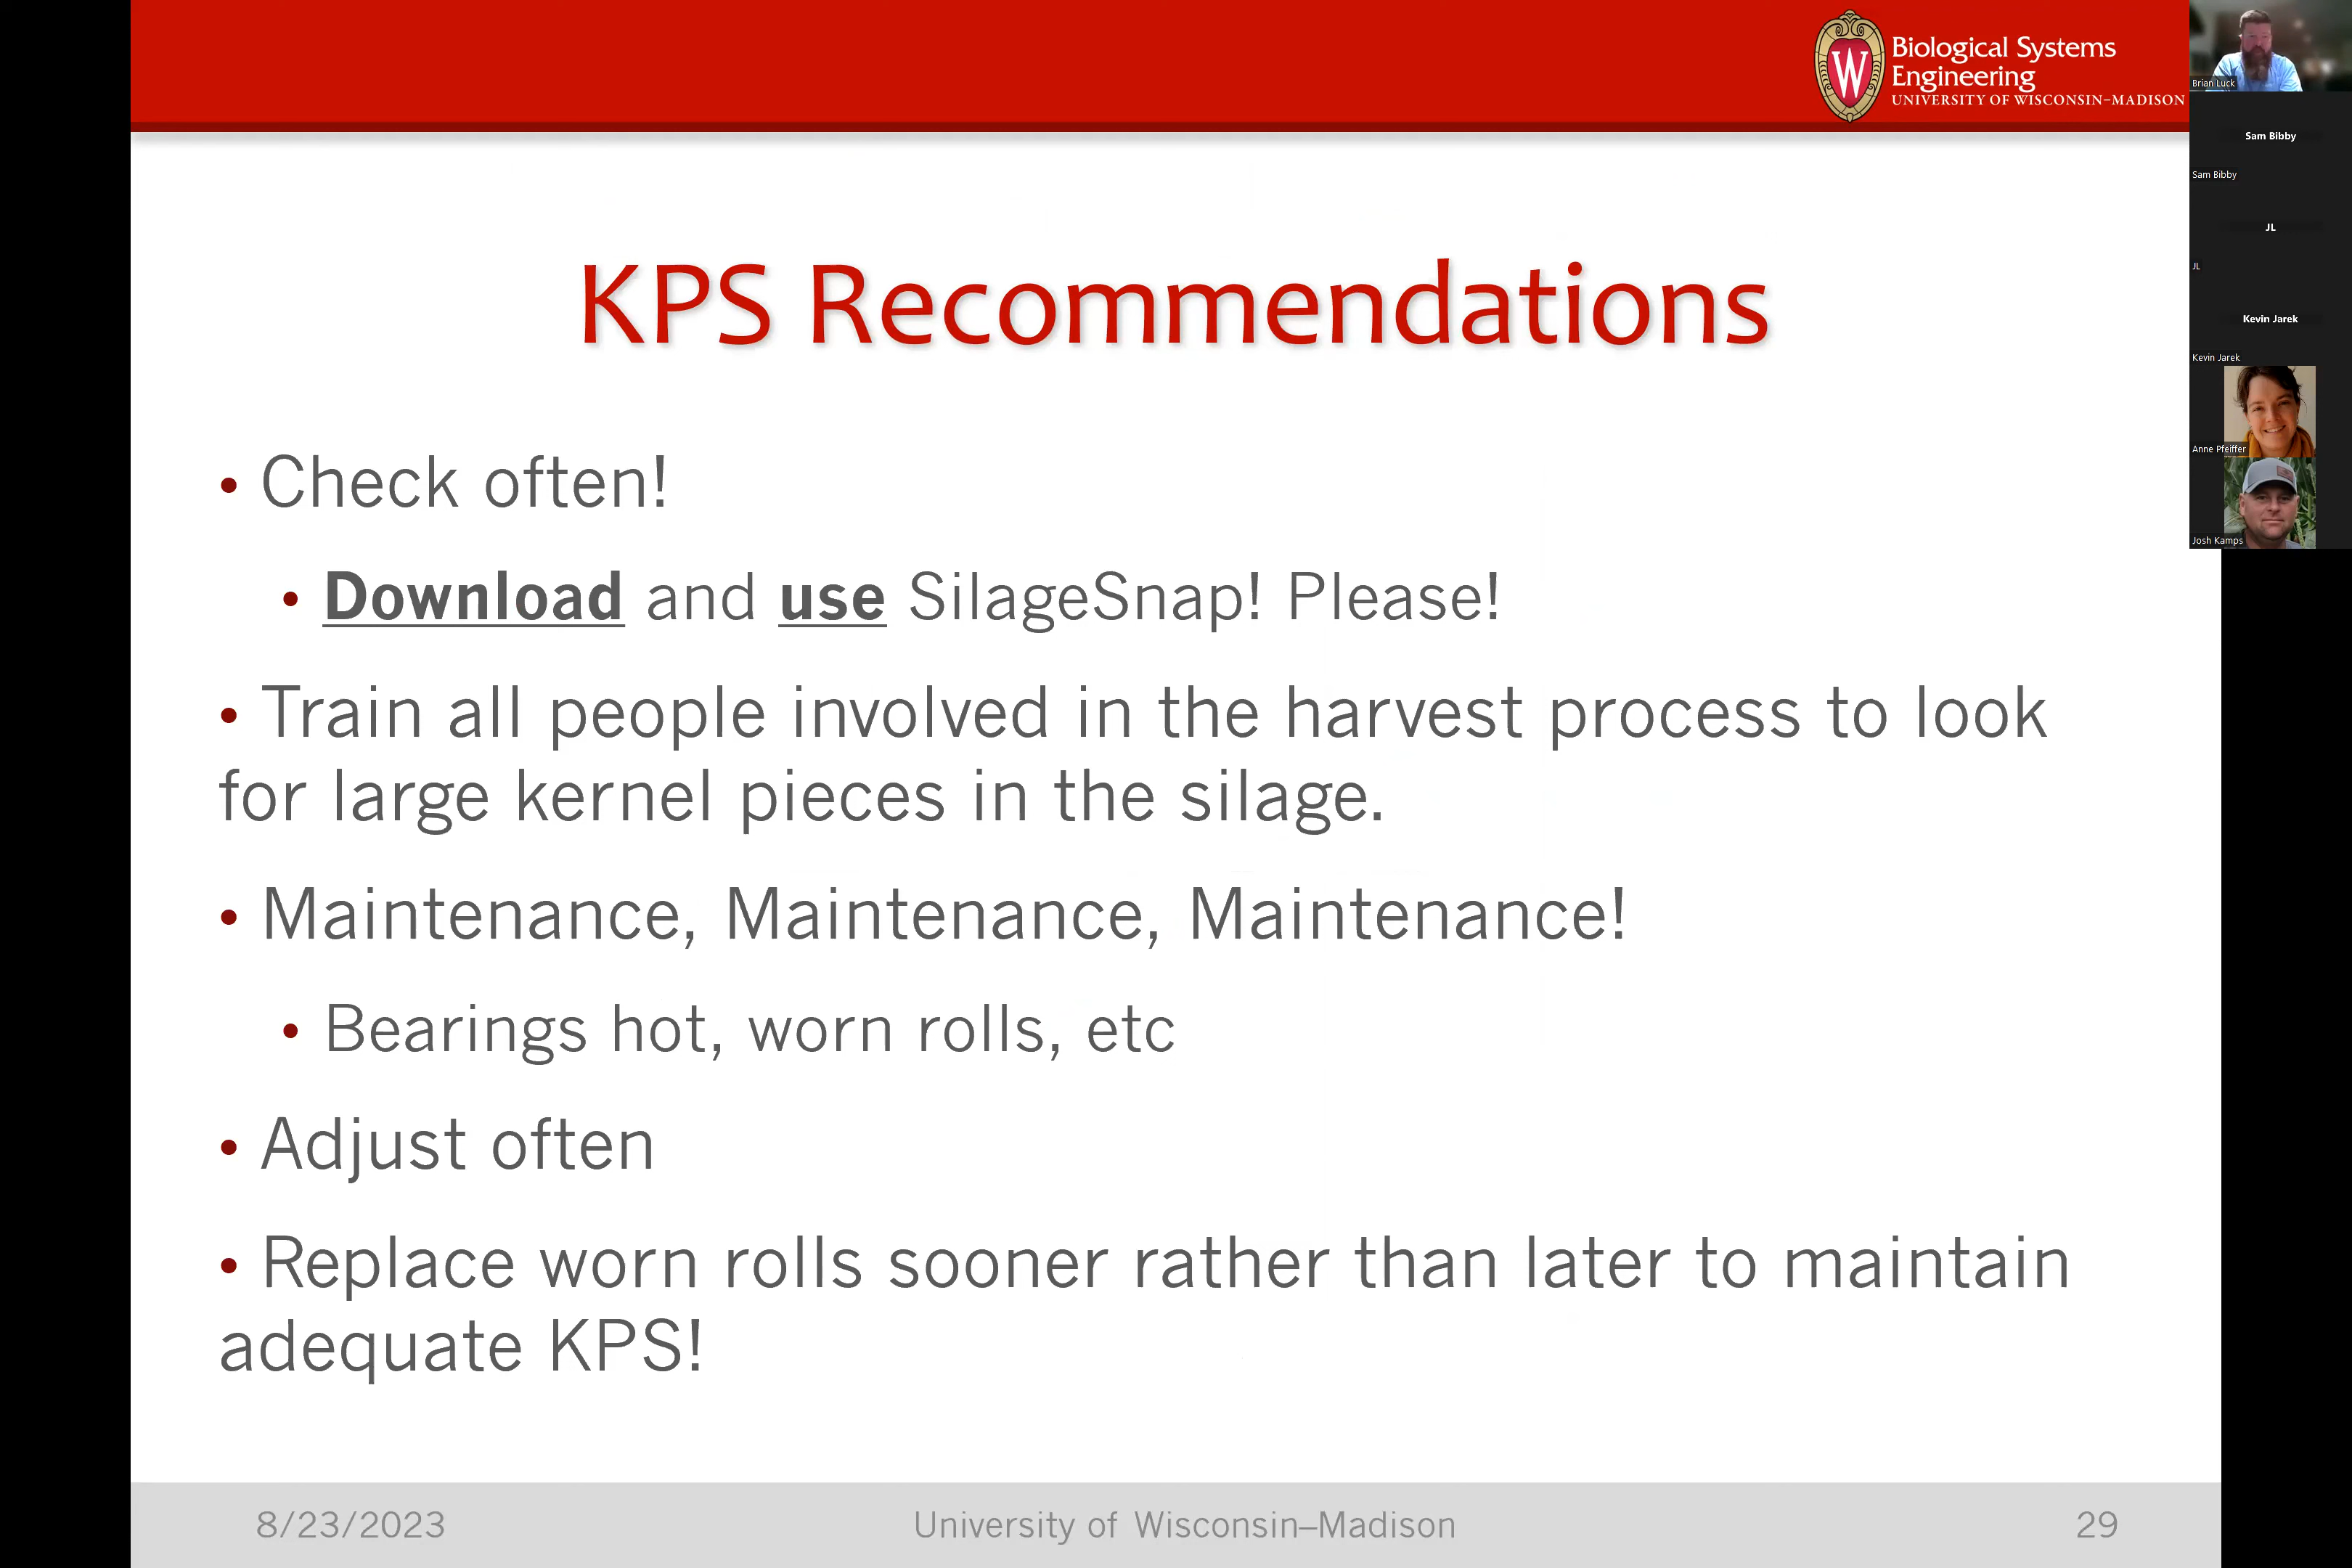 Biological Systems
Engineering
UNIVERSITY OF WISCONSIN–MADISON
W
KPS Recommendations
• Check often!
• Download and use SilageSnap! Please!
• Train all people involved in the harvest process to look
for large kernel pieces in the silage.
• Maintenance, Maintenance, Maintenance!
• Bearings hot, worn rolls, etc
• Adjust often
• Replace worn rolls sooner rather than later to maintain
adequate KPS!
8/23/2023
University of Wisconsin–Madison
29
Brian Luck
Sam Bibby
Sam Bibby
JL
JL
Kevin Jarek
Kevin Jarek
Anne Pfeiffer
Josh Kamps